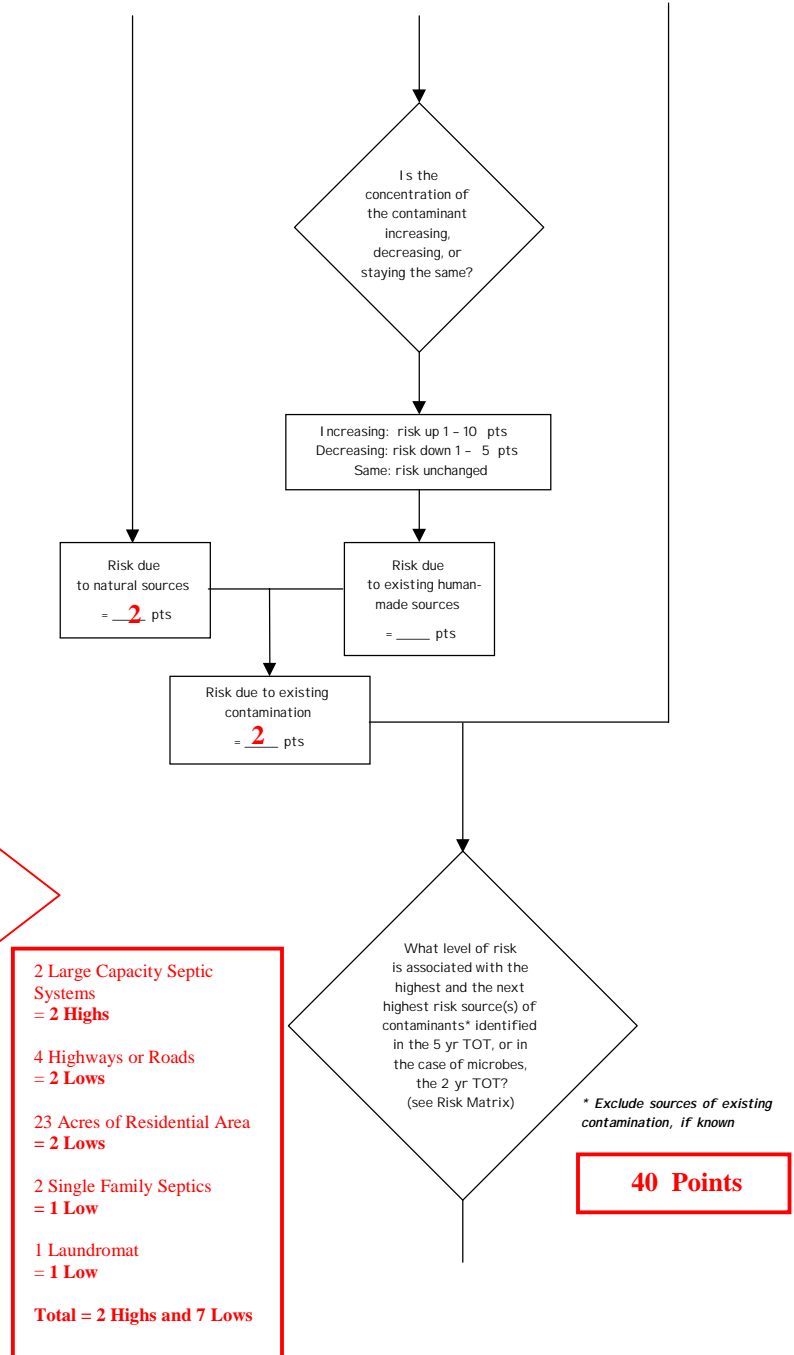 Is the
concentration of
the contaminant
increasing,
decreasing, or
staying the same?
Increasing: risk up 1 – 10 pts
Decreasing: risk down 1 – 5 pts
Same: risk unchanged
Risk due
to natural sources
= __2__ pts
Risk due
to existing human-
made sources
= _____ pts
Risk due to existing
contamination
= __2__ pts
What level of risk
is associated with the
highest and the next
highest risk source(s) of
contaminants* identified
in the 5 yr TOT, or in
the case of microbes,
the 2 yr TOT?
(see Risk Matrix)
* Exclude sources of existing
contamination, if known
40 Points
2 Large Capacity Septic
Systems
= 2 Highs
4 Highways or Roads
= 2 Lows
23 Acres of Residential Area
= 2 Lows
2 Single Family Septics
= 1 Low
1 Laundromat
= 1 Low
Total = 2 Highs and 7 Lows